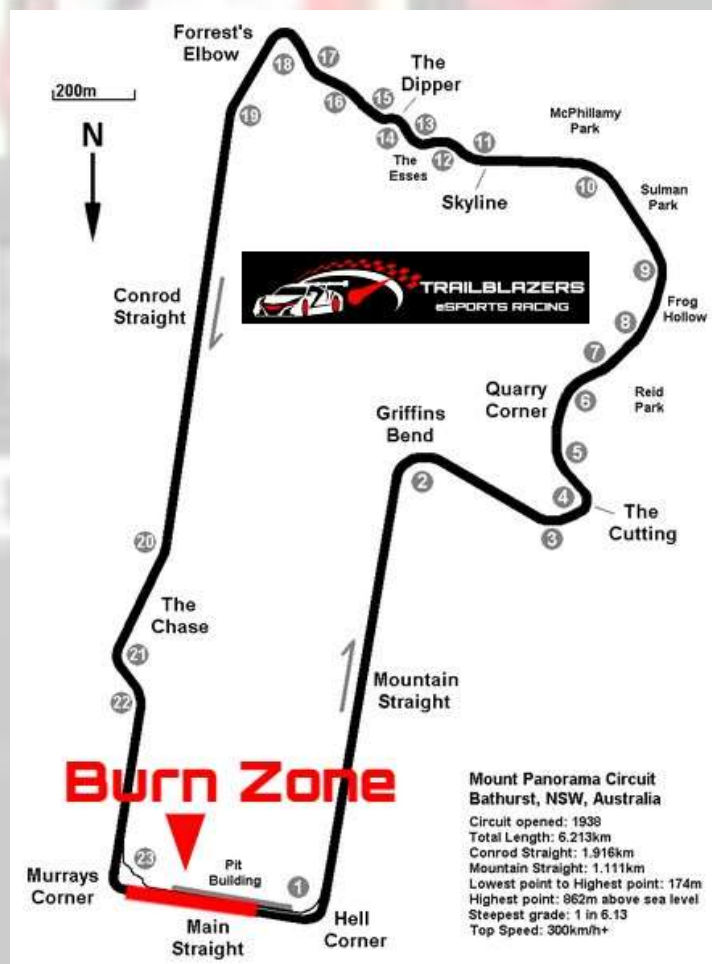 Forrest's
Elbow
17
18
The
Dipper
200m
16
15
19
14
13
McPhillamy
Park
N
12
11
The
Esses
Skyline
10
Sulman
Park
TRAILBLAZERS
eSPORTS RACING
9
Conrod
Straight
Frog
Hollow
8
7
Quarry
Corner
6
Reid
Park
Griffins
Bend
5
2
4
The
Cutting
3
20
The
Chase
21
22
Mountain
Straight
Burn Zone
Mount Panorama Circuit
Bathurst, NSW, Australia
Circuit opened: 1938
Total Length: 6.213km
Conrod Straight: 1.916km
Mountain Straight: 1.111km
Lowest point to Highest point: 174m
Highest point: 862m above sea level
Steepest grade: 1 in 6.13
Top Speed: 300km/h+
23
Pit
Building
1
Murrays
Corner
Main
Straight
Hell
Corner